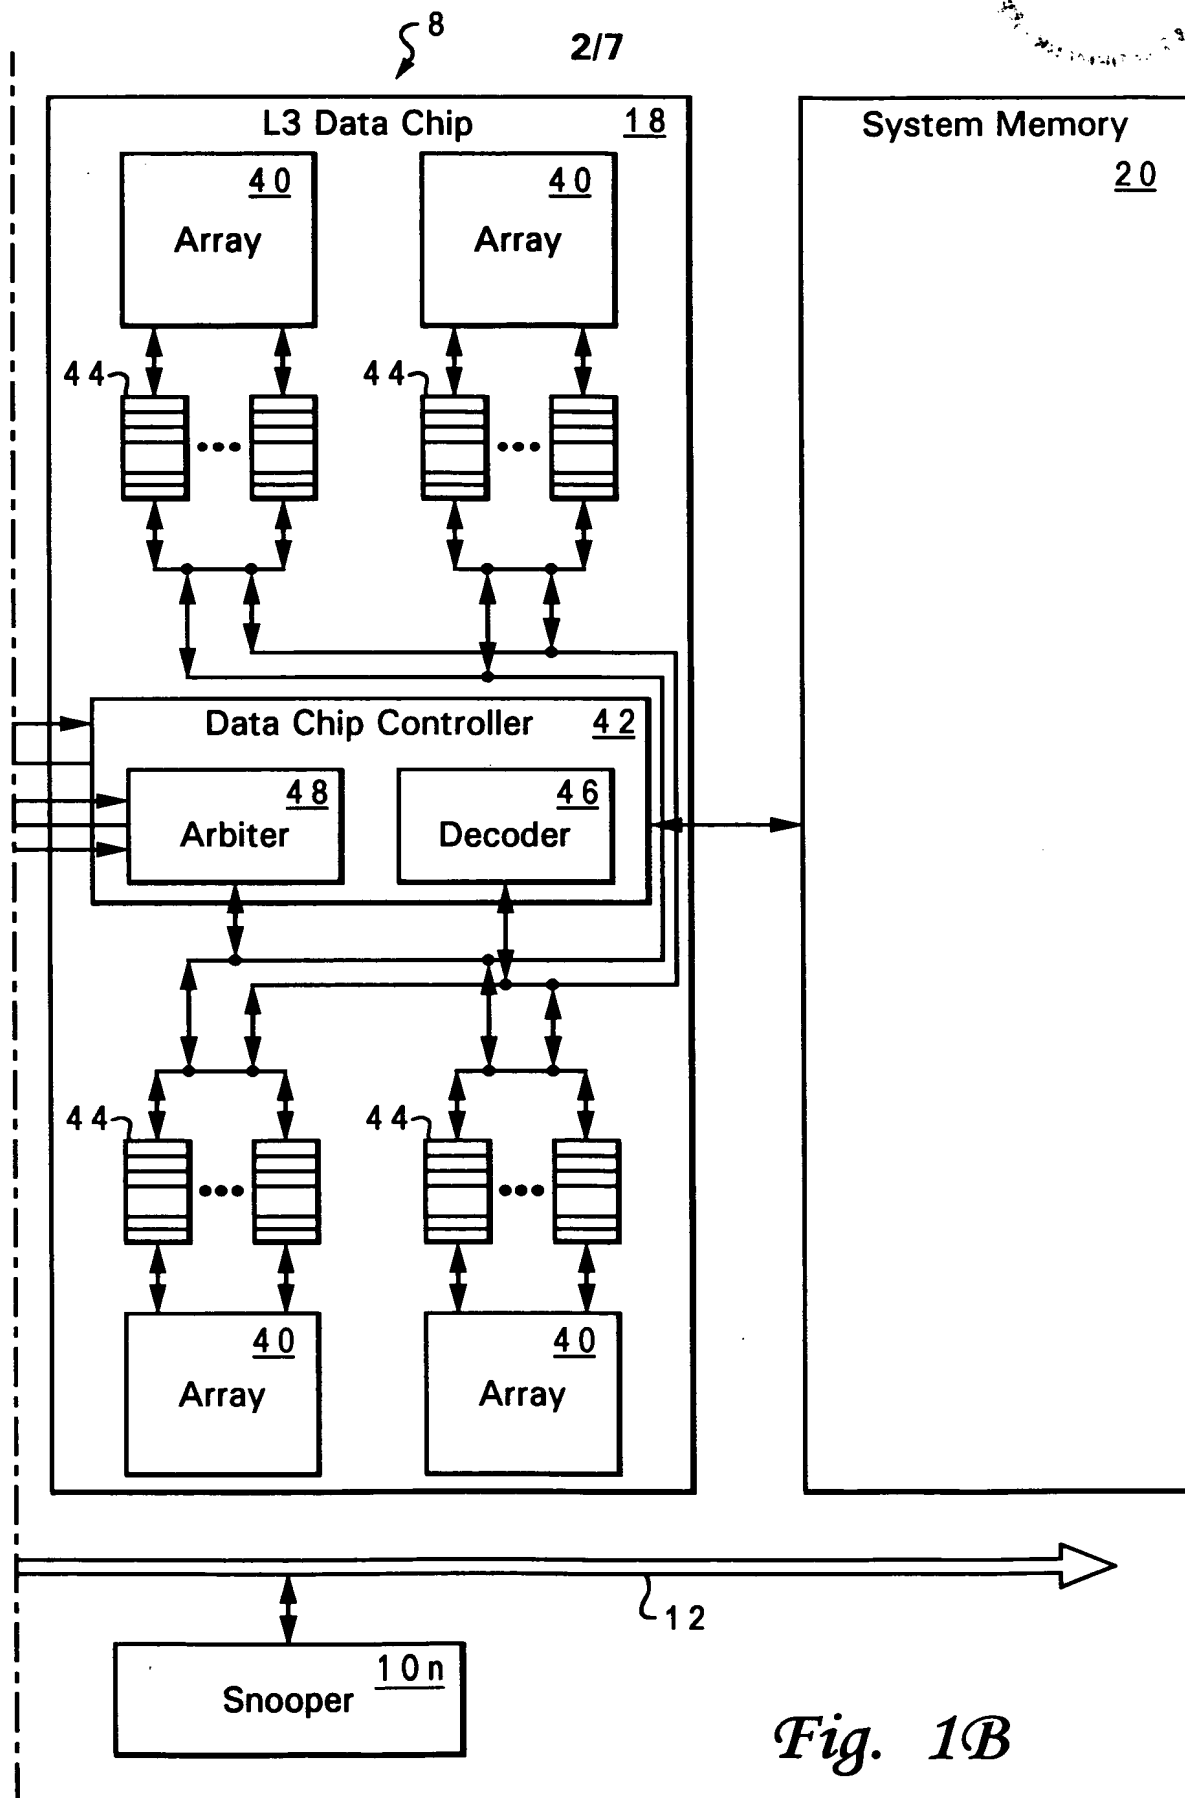 8
2/7
L3 Data Chip 18
System Memory
20
40
Array
40
Array
44
44
Data Chip Controller 42
48
Arbiter
46
Decoder
44
44
40
Array
40
Array
12
10n
Snooper
Fig. 1B